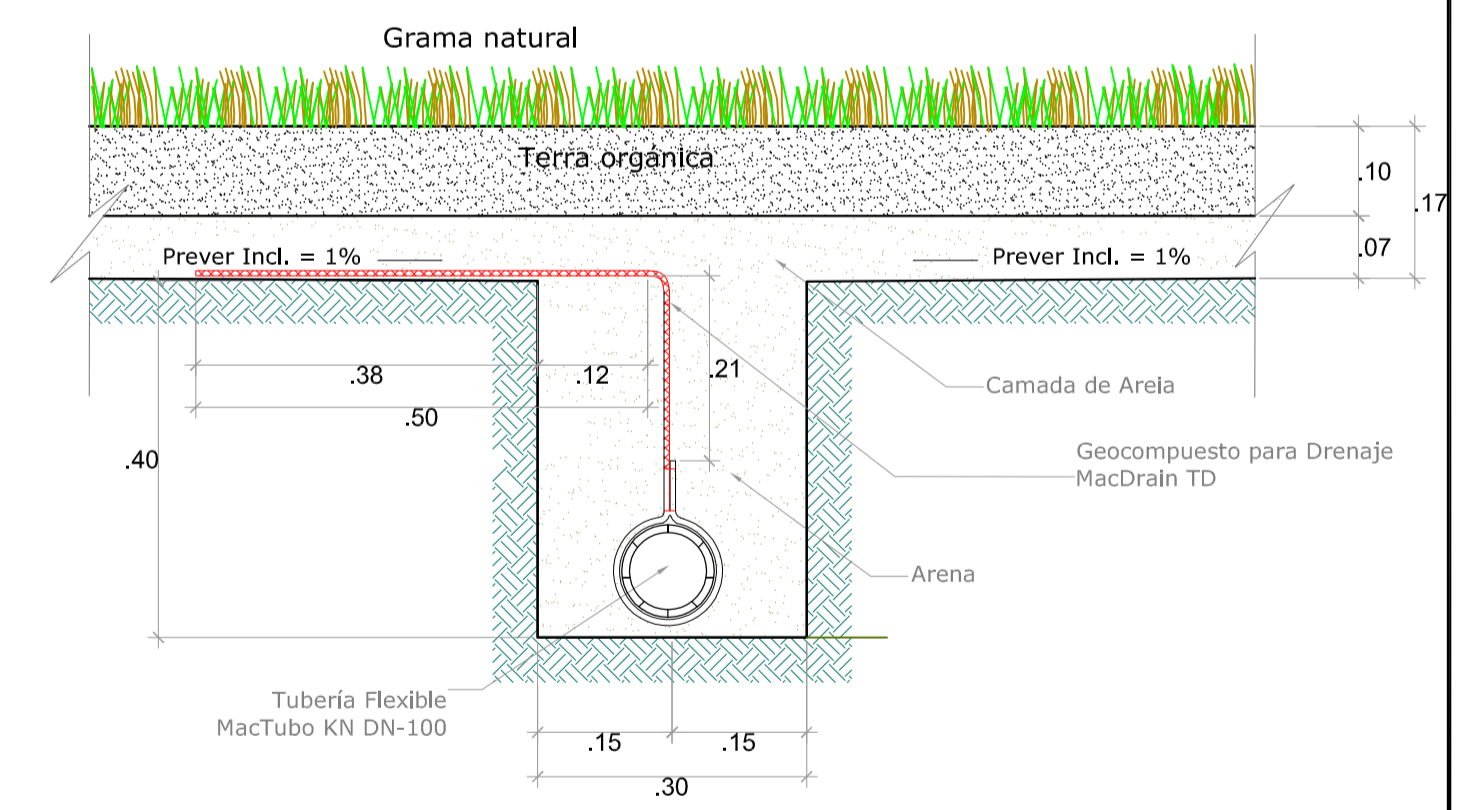 Grama natural
Terra orgánica
.10
.17
.07
Prever Incl. = 1%
Prever Incl. = 1%
.38
.12
.21
.50
.40
Camada de Areia
Geocompuesto para Drenaje
MacDrain TD
Arena
Tubería Flexible
MacTubo KN DN-100
.15
.15
.30